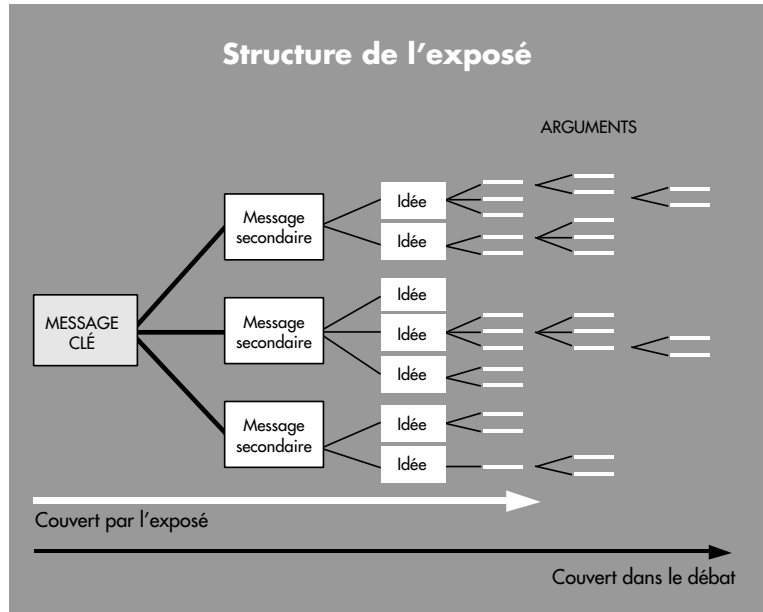 Structure de l’exposé
ARGUMENTS
Idée
Message
secondaire
Idée
Idée
MESSAGE
CLÉ
Message
secondaire
Idée
Idée
Message
secondaire
Idée
Idée
Couvert par l’exposé
Couvert dans le débat